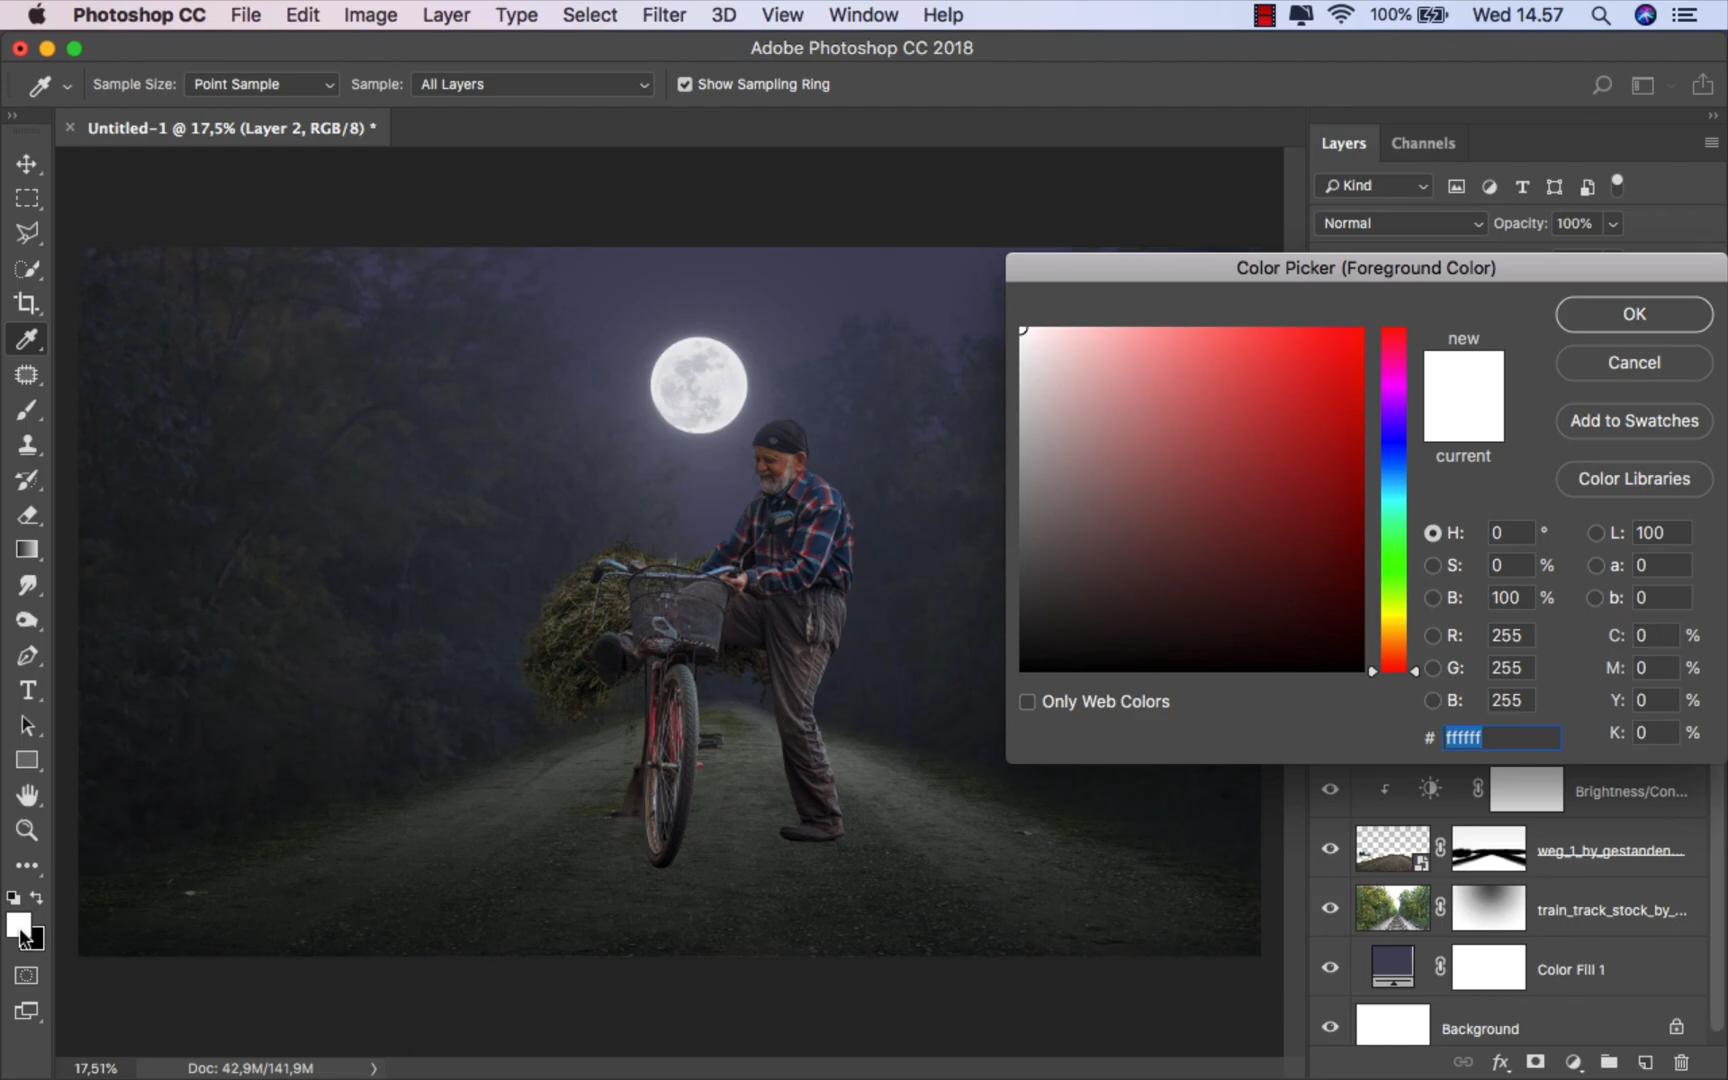 Photoshop CC File Edit Image Layer Type Select Filter 3D View Window Help 100% Wed 14.57
Adobe Photoshop CC 2018
Sample Size: Point Sample Sample: All Layers Show Sampling Ring
Untitled-1 @ 17,5% (Layer 2, RGB/8) *
Layers Channels
Kind
Normal Opacity: 100%
Color Picker (Foreground Color)
OK
new
Cancel
Add to Swatches
current
Color Libraries
H: 0 ° L: 100
S: 0 % a: 0
B: 100 % b: 0
R: 255 C: 0 %
G: 255 M: 0 %
B: 255 Y: 0 %
# ffffff K: 0 %
Only Web Colors
Brightness/Con...
weg_1_by_gestanden...
train_track_stock_by_...
Color Fill 1
Background
17,51% Doc: 42,9M/141,9M
fx